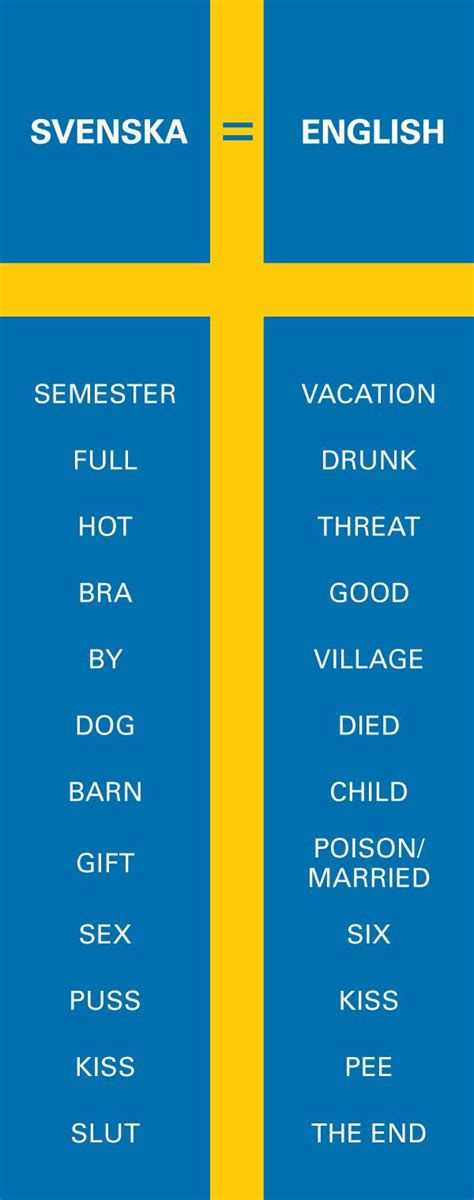 SVENSKA = ENGLISH
SEMESTER VACATION
FULL DRUNK
HOT THREAT
BRA GOOD
BY VILLAGE
DOG DIED
BARN CHILD
GIFT POISON/
MARRIED
SEX SIX
PUSS KISS
KISS PEE
SLUT THE END